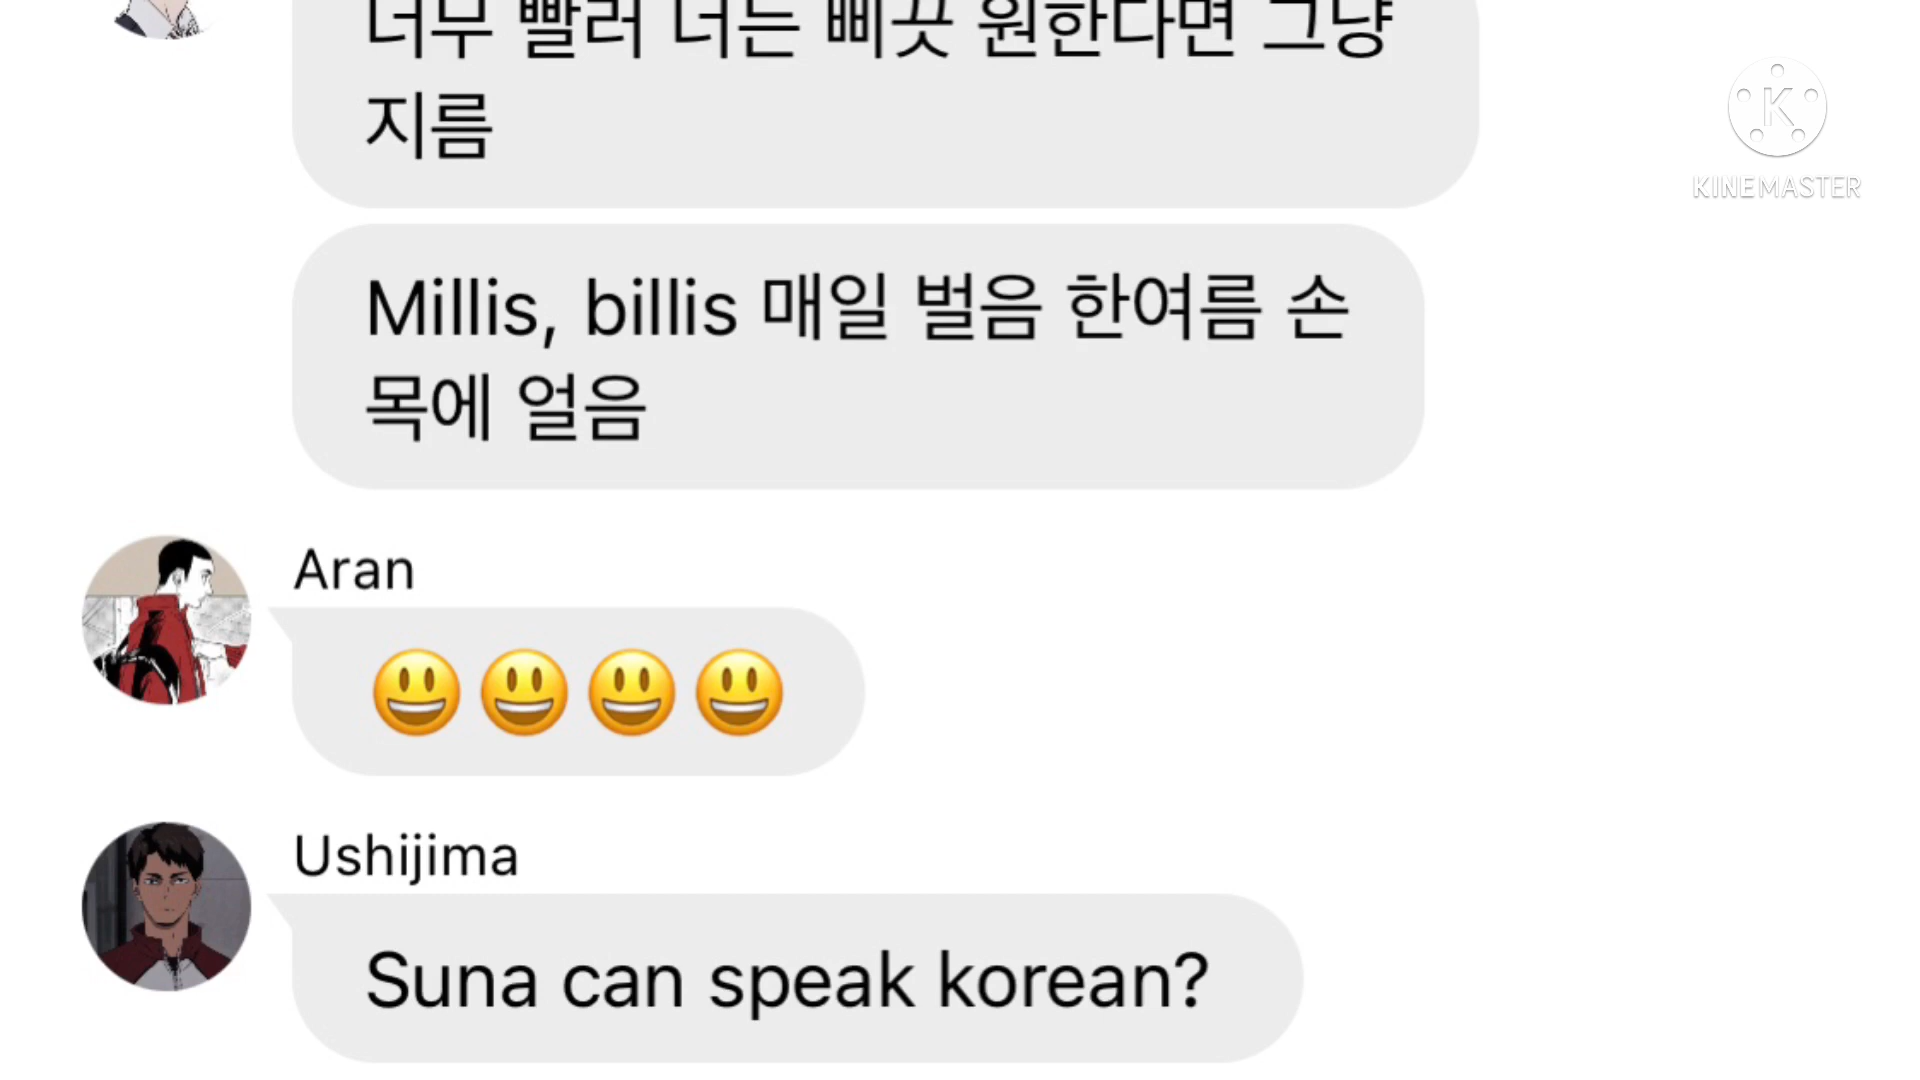 너무 빨러 너는 삐끗 원한다면 그냥
지름
KINEMASTER
Millis, billis 매일 벌음 한여름 손
목에 얼음
Aran
😃😃😃😃
Ushijima
Suna can speak korean?